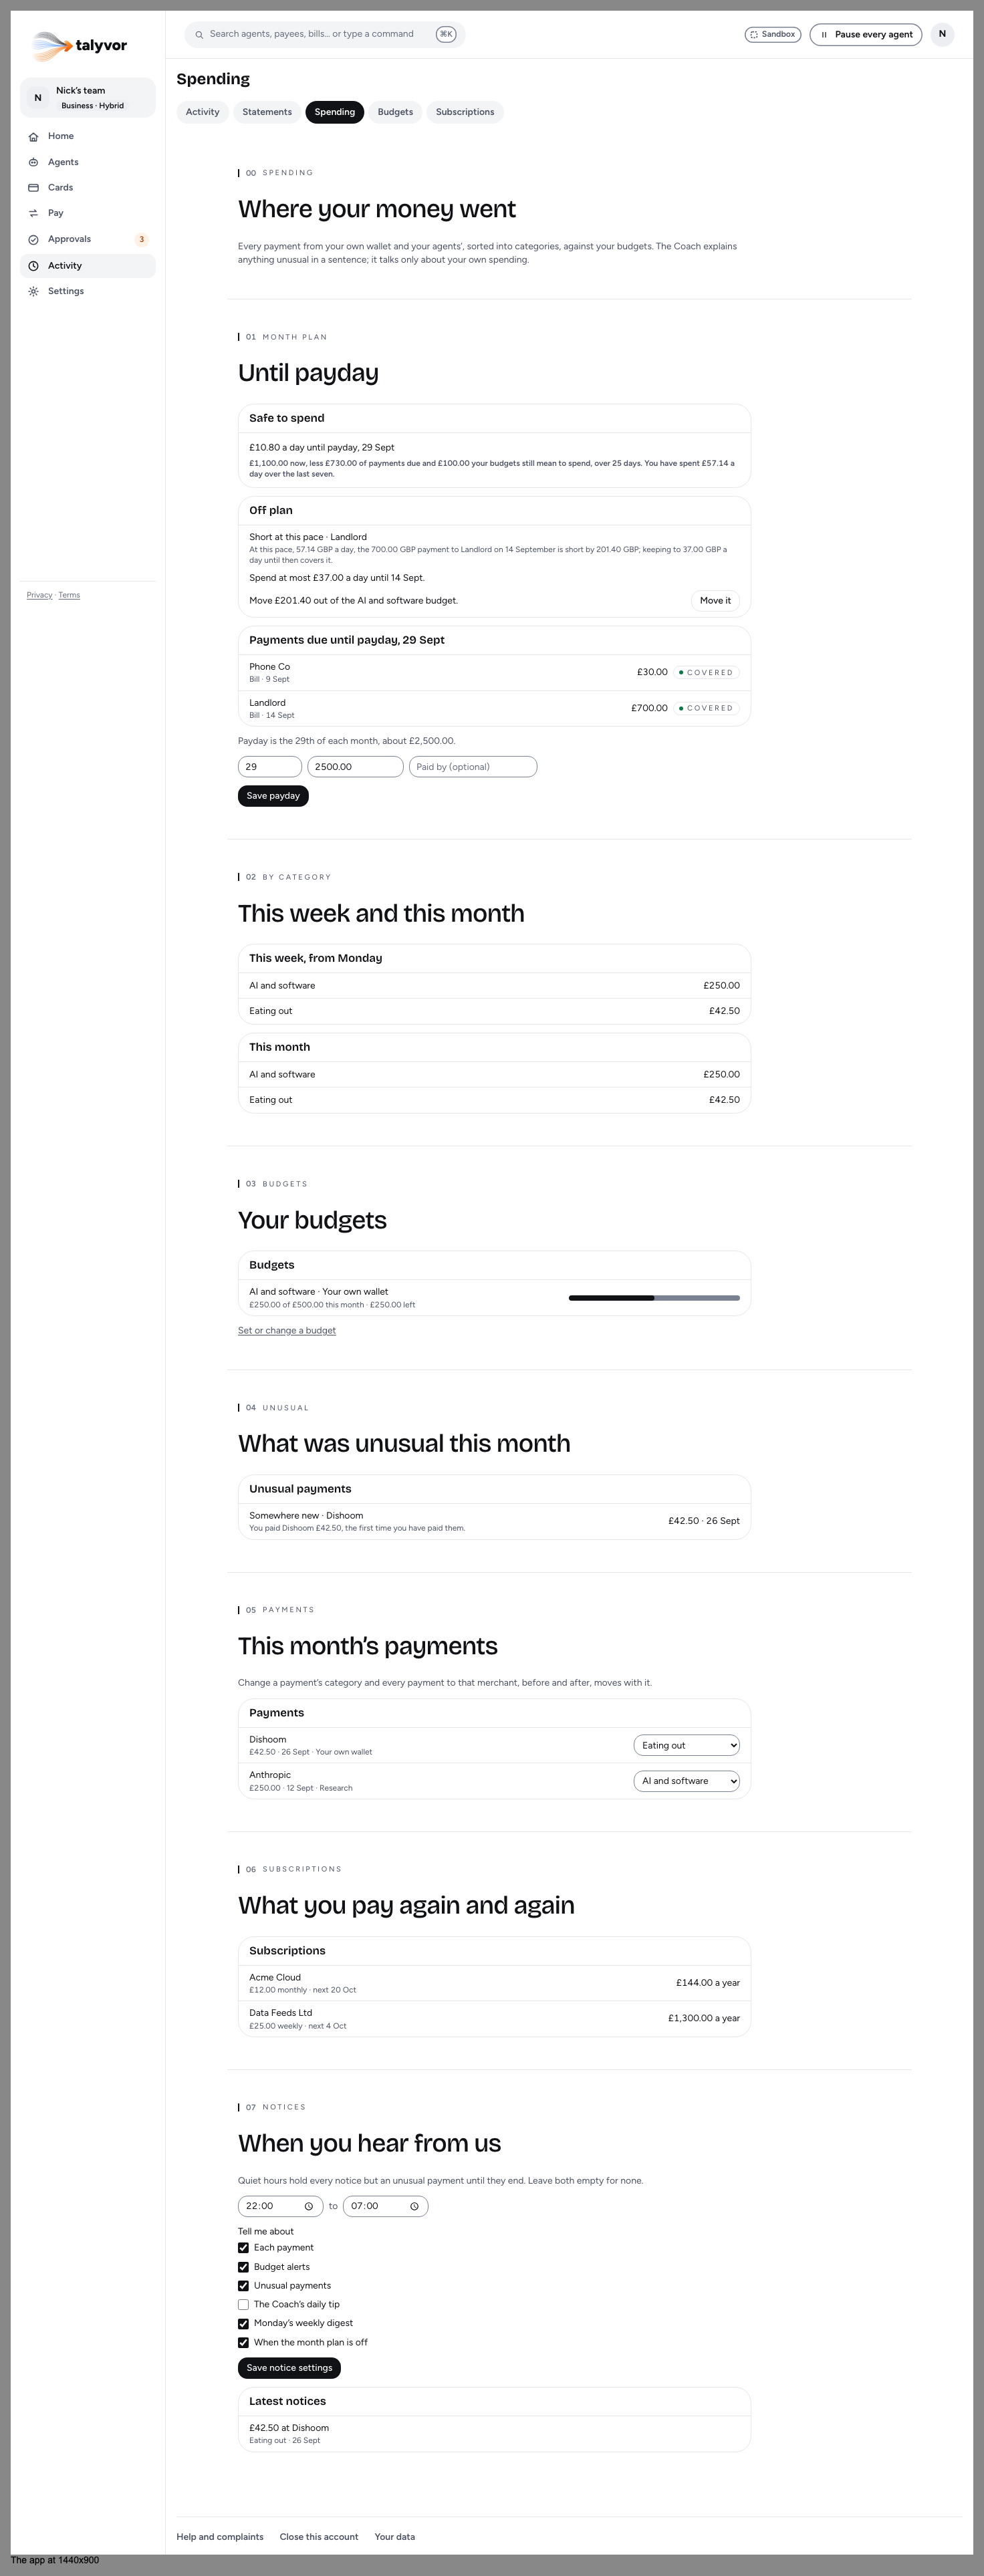 talyvor
Search agents, payees, bills... or type a command
⌘K
Sandbox
Pause every agent
N
N
Nick's team
Business · Hybrid
Home
Agents
Cards
Pay
Approvals
3
Activity
Settings
Privacy · Terms
Spending
Activity
Statements
Spending
Budgets
Subscriptions
00 SPENDING
Where your money went
Every payment from your own wallet and your agents', sorted into categories, against your budgets. The Coach explains
anything unusual in a sentence; it talks only about your own spending.
01 MONTH PLAN
Until payday
Safe to spend
£10.80 a day until payday, 29 Sept
£1,100.00 now, less £730.00 of payments due and £100.00 your budgets still mean to spend, over 25 days. You have spent £57.14 a
day over the last seven.
Off plan
Short at this pace · Landlord
At this pace, 57.14 GBP a day, the 700.00 GBP payment to Landlord on 14 September is short by 201.40 GBP; keeping to 37.00 GBP a
day until then covers it.
Spend at most £37.00 a day until 14 Sept.
Move £201.40 out of the AI and software budget.
Move it
Payments due until payday, 29 Sept
Phone Co
Bill · 9 Sept
£30.00
COVERED
Landlord
Bill · 14 Sept
£700.00
COVERED
Payday is the 29th of each month, about £2,500.00.
29
2500.00
Paid by (optional)
Save payday
02 BY CATEGORY
This week and this month
This week, from Monday
AI and software
£250.00
Eating out
£42.50
This month
AI and software
£250.00
Eating out
£42.50
03 BUDGETS
Your budgets
Budgets
AI and software · Your own wallet
£250.00 of £500.00 this month · £250.00 left
Set or change a budget
04 UNUSUAL
What was unusual this month
Unusual payments
Somewhere new · Dishoom
You paid Dishoom £42.50, the first time you have paid them.
£42.50 · 26 Sept
05 PAYMENTS
This month's payments
Change a payment's category and every payment to that merchant, before and after, moves with it.
Payments
Dishoom
£42.50 · 26 Sept · Your own wallet
Eating out
Anthropic
£250.00 · 12 Sept · Research
AI and software
06 SUBSCRIPTIONS
What you pay again and again
Subscriptions
Acme Cloud
£12.00 monthly · next 20 Oct
£144.00 a year
Data Feeds Ltd
£25.00 weekly · next 4 Oct
£1,300.00 a year
07 NOTICES
When you hear from us
Quiet hours hold every notice but an unusual payment until they end. Leave both empty for none.
22:00
to
07:00
Tell me about
Each payment
Budget alerts
Unusual payments
The Coach's daily tip
Monday's weekly digest
When the month plan is off
Save notice settings
Latest notices
£42.50 at Dishoom
Eating out · 26 Sept
Help and complaints
Close this account
Your data
The app at 1440x900